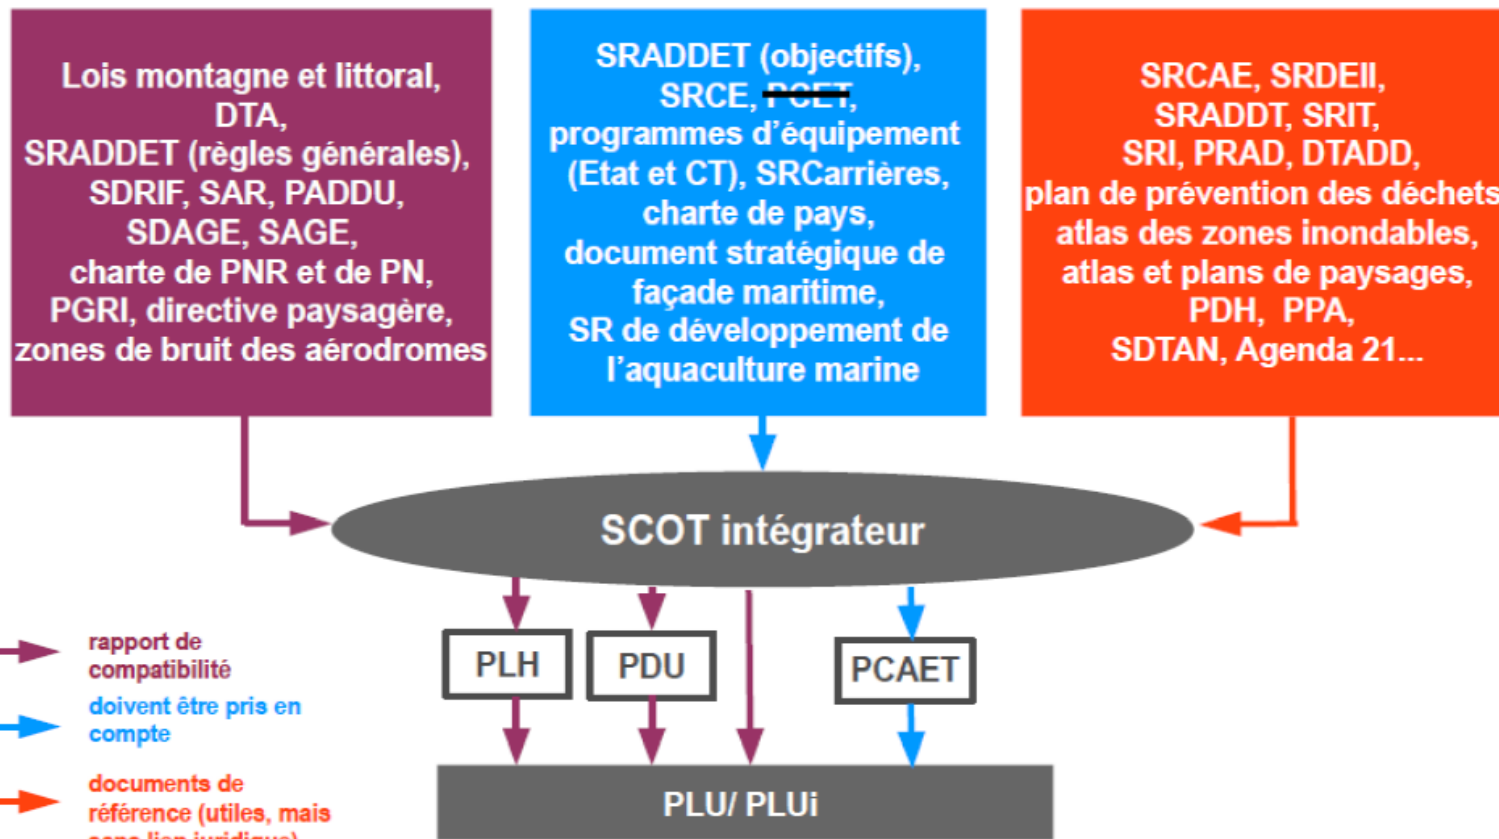 Lois montagne et littoral,
DTA,
SRADDET (règles générales),
SDRIF, SAR, PADDU,
SDAGE, SAGE,
charte de PNR et de PN,
PGRI, directive paysagère,
zones de bruit des aérodromes
SRADDET (objectifs),
SRCE, PCET,
programmes d'équipement
(Etat et CT), SRCarrières,
charte de pays,
document stratégique de
façade maritime,
SR de développement de
l'aquaculture marine
SRCAE, SRDEII,
SRADDT, SRIT,
SRI, PRAD, DTADD,
plan de prévention des déchets
atlas des zones inondables,
atlas et plans de paysages,
PDH, PPA,
SDTAN, Agenda 21...
SCOT intégrateur
PLH
PDU
PCAET
PLU/ PLUi
rapport de
compatibilité
doivent être pris en
compte
documents de
référence (utiles, mais
sans lien juridique)